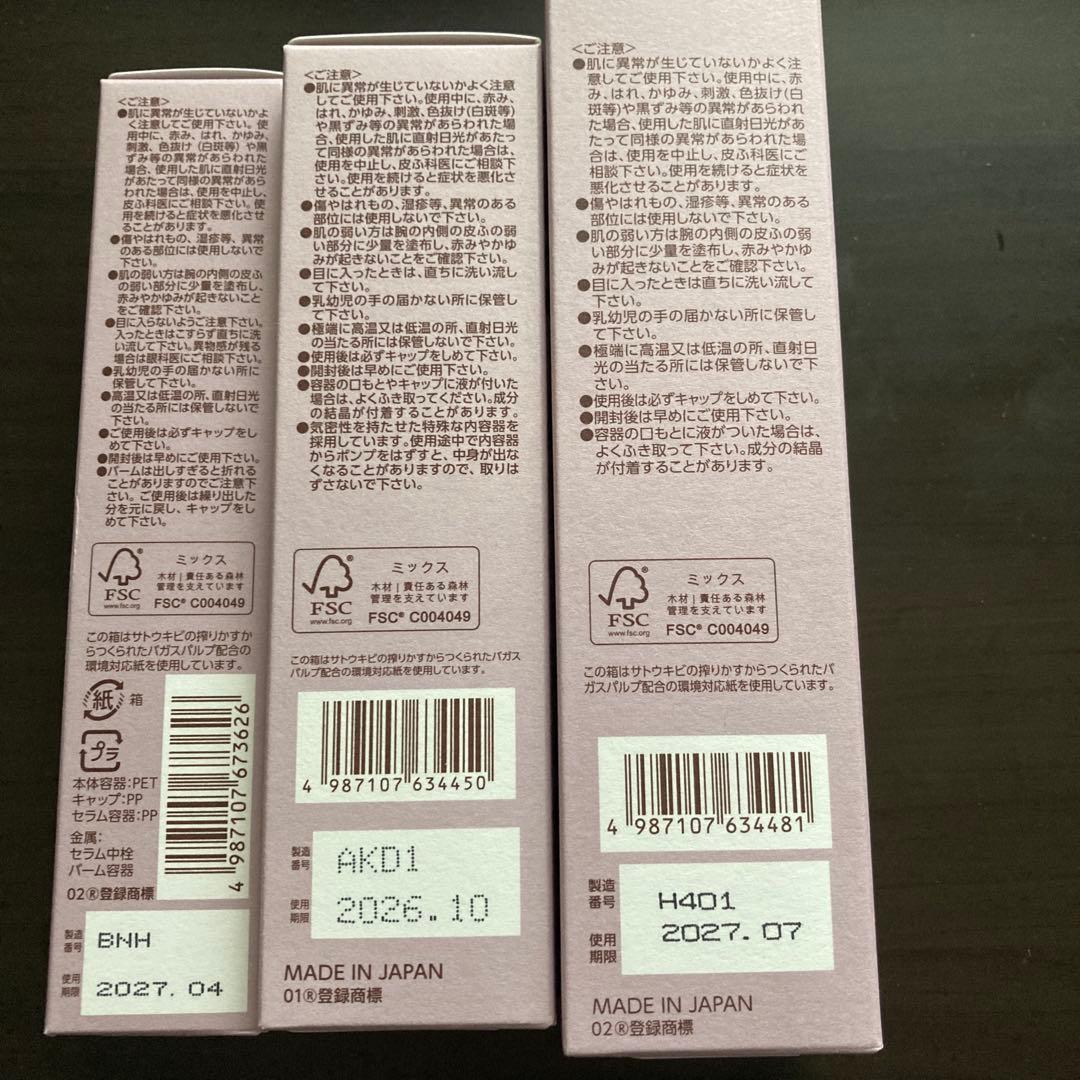 <ご注意>
●肌に異常が生じていないかよ
く注意してご使用下さい。使
用中に、赤み、はれ、かゆみ、
刺激、色抜け(白斑等)や黒
ずみ等の異常があらわれた
場合、使用した肌に直射日光
があたって同様の異常があら
われた場合は、使用を中止し、
皮ふ科医にご相談下さい。使
用を続けると症状を悪化させ
ることがあります。
●傷やはれもの、湿疹等、異常
のある部位には使用しないで
下さい。
●肌の弱い方は腕の内側の皮ふ
の弱い部分に少量を塗布し、
赤みやかゆみが起きないこと
をご確認下さい。
●目に入らないようご注意下さい。
入ったときはこすらず直ちに洗
い流して下さい。異物感が残る
場合は眼科医にご相談下さい。
●乳幼児の手の届かない所に
保管して下さい。
●高温又は低温の所、直射日光
の当たる所には保管しないで
下さい。
●ご使用後は必ずキャップをし
めて下さい。
●開封後は早めにご使用下さい。
●バームは出しすぎると折れる
ことがありますのでご注意下
さい。ご使用後は繰り出した
分を元に戻し、キャップをし
めて下さい。
FSC®
www.fsc.org
ミックス
木材|責任ある森林
管理を支えています
FSC® C004049
この箱はサトウキビの搾りかすか
らつくられたバガスパルプ配合の
環境対応紙を使用しています。
紙 箱
プラ
本体容器:PET
キャップ:PP
セラム容器:PP
金属:
セラム中栓
バーム容器
02®登録商標
4 987107 673626
製造
番号
BNH
使用
期限
2027.04
<ご注意>
●肌に異常が生じていないかよく注意
してご使用下さい。使用中に、赤み、
はれ、かゆみ、刺激、色抜け(白斑等)
や黒ずみ等の異常があらわれた場
合、使用した肌に直射日光があたっ
て同様の異常があらわれた場合は、
使用を中止し、皮ふ科医にご相談下
さい。使用を続けると症状を悪化さ
せることがあります。
●傷やはれもの、湿疹等、異常のある
部位には使用しないで下さい。
●肌の弱い方は腕の内側の皮ふの弱
い部分に少量を塗布し、赤みやかゆ
みが起きないことをご確認下さい。
●目に入ったときは、直ちに洗い流し
て下さい。
●乳幼児の手の届かない所に保管し
て下さい。
●極端に高温又は低温の所、直射日光
の当たる所には保管しないで下さい。
●使用後は必ずキャップをしめて下さい。
●開封後は早めにご使用下さい。
●容器の口もとやキャップに液が付いた
場合は、よくふき取ってください。成分
の結晶が付着することがあります。
●気密性を持たせた特殊な内容器を
採用しています。使用途中で内容器
からポンプをはずすと、中身が出な
くなることがありますので、取りは
ずさないで下さい。
FSC®
www.fsc.org
ミックス
木材|責任ある森林
管理を支えています
FSC® C004049
この箱はサトウキビの搾りかすからつくられたバガス
パルプ配合の環境対応紙を使用しています。
4 987107 634450
製造
番号
AKD1
使用
期限
2026.10
MADE IN JAPAN
01®登録商標
<ご注意>
●肌に異常が生じていないかよく注
意してご使用下さい。使用中に、赤
み、はれ、かゆみ、刺激、色抜け(白
斑等)や黒ずみ等の異常があらわれ
た場合、使用した肌に直射日光があ
たって同様の異常があらわれた場
合は、使用を中止し、皮ふ科医にご
相談下さい。使用を続けると症状を
悪化させることがあります。
●傷やはれもの、湿疹等、異常のある
部位には使用しないで下さい。
●肌の弱い方は腕の内側の皮ふの弱
い部分に少量を塗布し、赤みやかゆ
みが起きないことをご確認下さい。
●目に入ったときは直ちに洗い流して
下さい。
●乳幼児の手の届かない所に保管し
て下さい。
●極端に高温又は低温の所、直射日
光の当たる所には保管しないで下
さい。
●使用後は必ずキャップをしめて下さい。
●開封後は早めにご使用下さい。
●容器の口もとに液がついた場合は、
よくふき取って下さい。成分の結晶
が付着することがあります。
FSC®
www.fsc.org
ミックス
木材|責任ある森林
管理を支えています
FSC® C004049
この箱はサトウキビの搾りかすからつくられたバ
ガスパルプ配合の環境対応紙を使用しています。
4 987107 634481
製造
番号
H401
使用
期限
2027.07
MADE IN JAPAN
02®登録商標